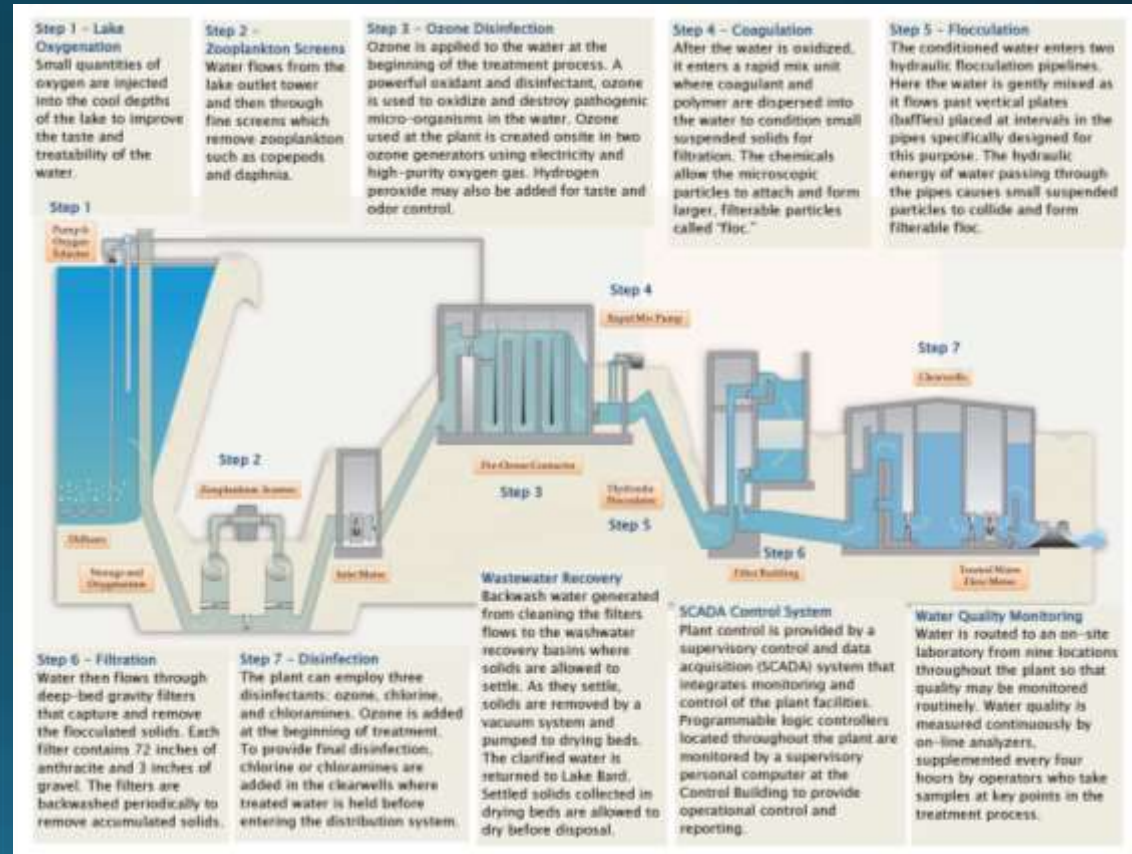 Step 1 - Lake
Oxygenation
Small quantities of
oxygen are injected
into the cool depths
of the lake to improve
the taste and
treatability of the
water.
Step 2 -
Zooplankton Screens
Water flows from the
lake outlet tower
and then through
fine screens which
remove zooplankton
such as copepods
and daphnia.
Step 3 - Ozone Disinfection
Ozone is applied to the water at the
beginning of the treatment process. A
powerful oxidant and disinfectant, ozone
is used to oxidize and destroy pathogenic
micro-organisms in the water. Ozone
used at the plant is created onsite in two
ozone generators using electricity and
high-purity oxygen gas. Hydrogen
peroxide may also be added for taste and
odor control.
Step 4 - Coagulation
After the water is oxidized,
it enters a rapid mix unit
where coagulant and
polymer are dispersed into
the water to condition small
suspended solids for
filtration. The chemicals
allow the microscopic
particles to attach and form
larger, filterable particles
called "floc."
Step 5 - Flocculation
The conditioned water enters two
hydraulic flocculation pipelines.
Here the water is gently mixed as
it flows past vertical plates
(baffles) placed at intervals in the
pipes specifically designed for
this purpose. The hydraulic
energy of water passing through
the pipes causes small suspended
particles to collide and form
filterable floc.
Step 1
Pump &
Oxygen
Step 4
Rapid Mix Pump
Step 7
Clearwells
Step 2
Zooplankton Screens
Pre-Ozone Contactor
Step 3
Hydraulic
Flocculator
Step 5
Step 6
Filter Building
Diffusers
Storage and
Oxygenation
Inlet Meter
Treated Water
Flow Meter
Step 6 - Filtration
Water then flows through
deep-bed gravity filters
that capture and remove
the flocculated solids. Each
filter contains 72 inches of
anthracite and 3 inches of
gravel. The filters are
backwashed periodically to
remove accumulated solids.
Step 7 - Disinfection
The plant can employ three
disinfectants: ozone, chlorine,
and chloramines. Ozone is added
at the beginning of treatment.
To provide final disinfection,
chlorine or chloramines are
added in the clearwells where
treated water is held before
entering the distribution system.
Wastewater Recovery
Backwash water generated
from cleaning the filters
flows to the washwater
recovery basins where
solids are allowed to
settle. As they settle,
solids are removed by a
vacuum system and
pumped to drying beds.
The clarified water is
returned to Lake Bard.
Settled solids collected in
drying beds are allowed to
dry before disposal.
SCADA Control System
Plant control is provided by a
supervisory control and data
acquisition (SCADA) system that
integrates monitoring and
control of the plant facilities.
Programmable logic controllers
located throughout the plant are
monitored by a supervisory
personal computer at the
Control Building to provide
operational control and
reporting.
Water Quality Monitoring
Water is routed to an on-site
laboratory from nine locations
throughout the plant so that
quality may be monitored
routinely. Water quality is
measured continuously by
on-line analyzers,
supplemented every four
hours by operators who take
samples at key points in the
treatment process.